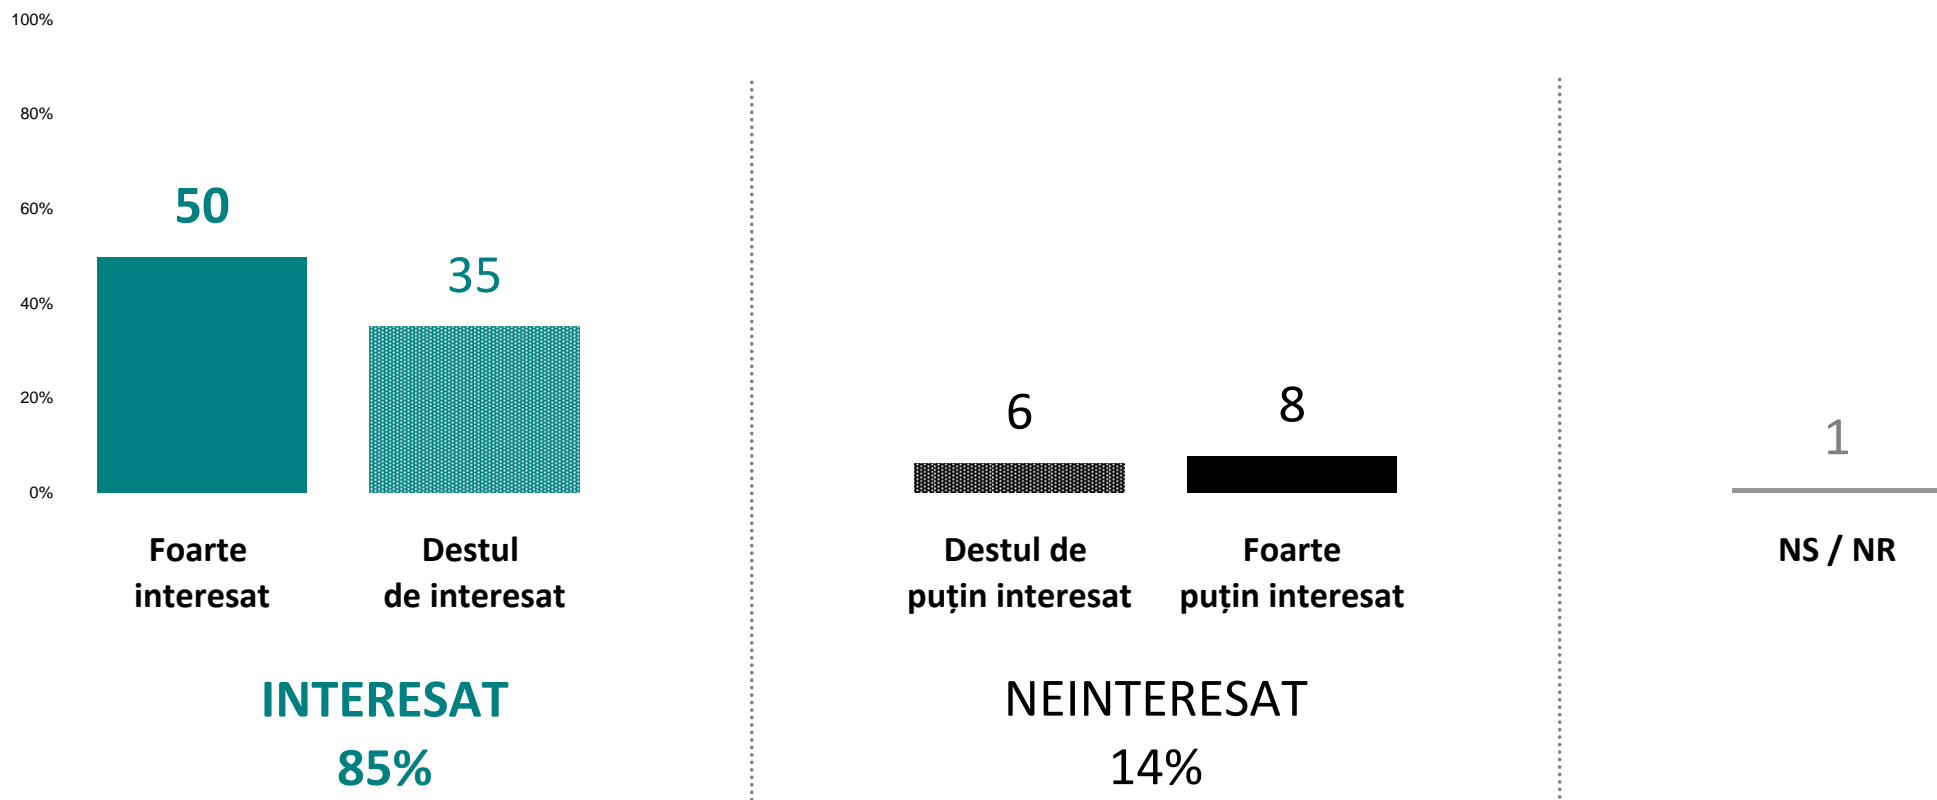 100%
80%
60%
40%
20%
0%
50
35
6
8
1
Foarte
interesat
Destul
de interesat
Destul de
puțin interesat
Foarte
puțin interesat
NS / NR
INTERESAT
85%
NEINTERESAT
14%